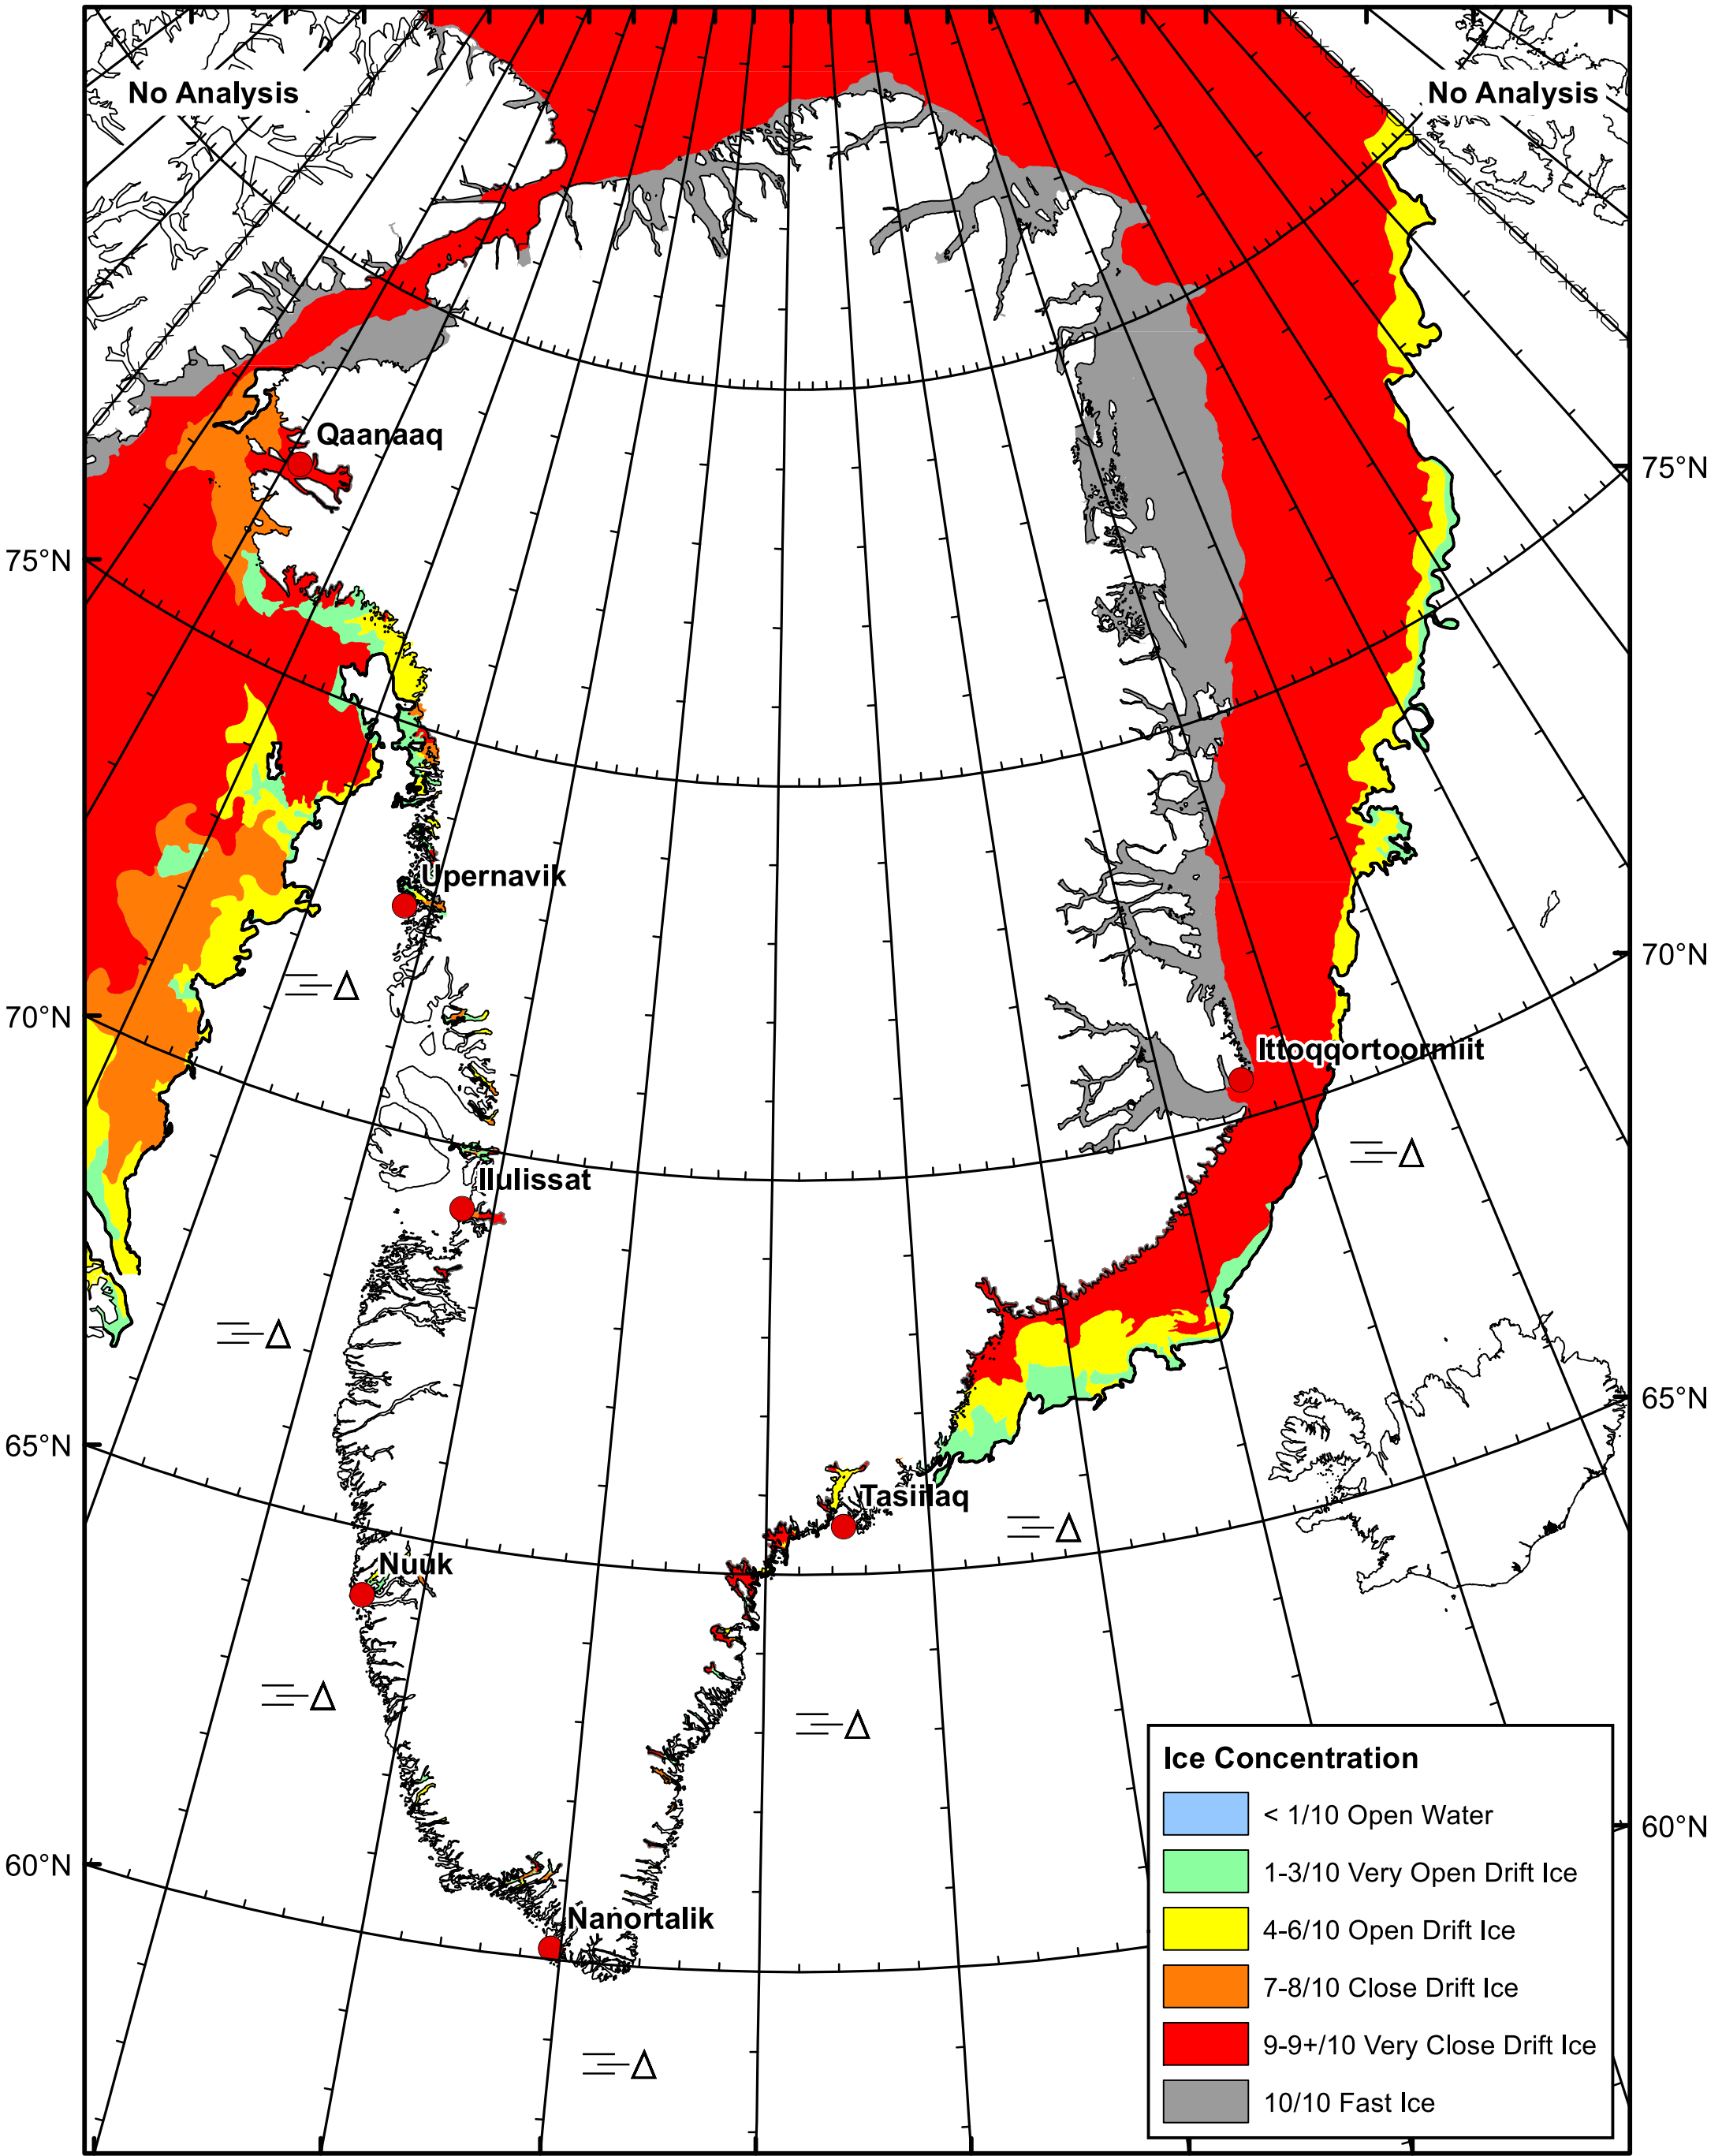 No Analysis
No Analysis
Qaanaaq
75°N
75°N
Upernavik
70°N
70°N
Ittoqqortoormiit
Ilulissat
65°N
65°N
Tasiilaq
Nuuk
60°N
60°N
Nanortalik
Ice Concentration
< 1/10 Open Water
1-3/10 Very Open Drift Ice
4-6/10 Open Drift Ice
7-8/10 Close Drift Ice
9-9+/10 Very Close Drift Ice
10/10 Fast Ice